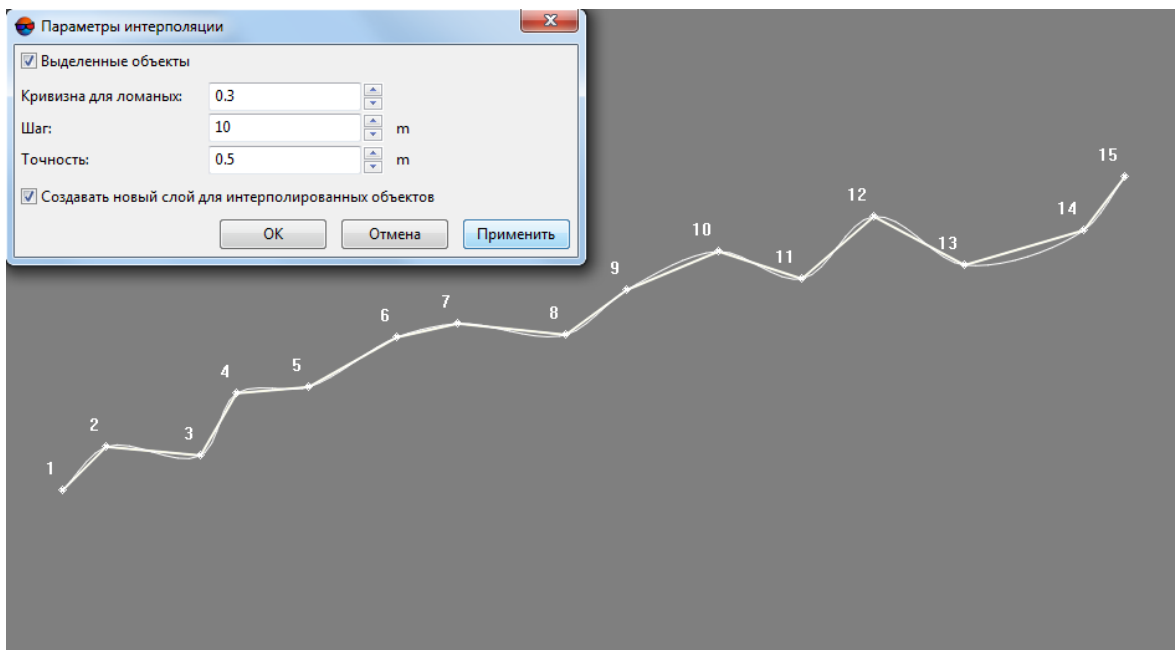 Параметры интерполяции
Выделенные объекты
Кривизна для ломаных: 0.3
Шаг: 10 m
Точность: 0.5 m
Создавать новый слой для интерполированных объектов
OK Отмена Применить
15
12
14
10
13
11
9
8
7
6
5
4
2
3
1